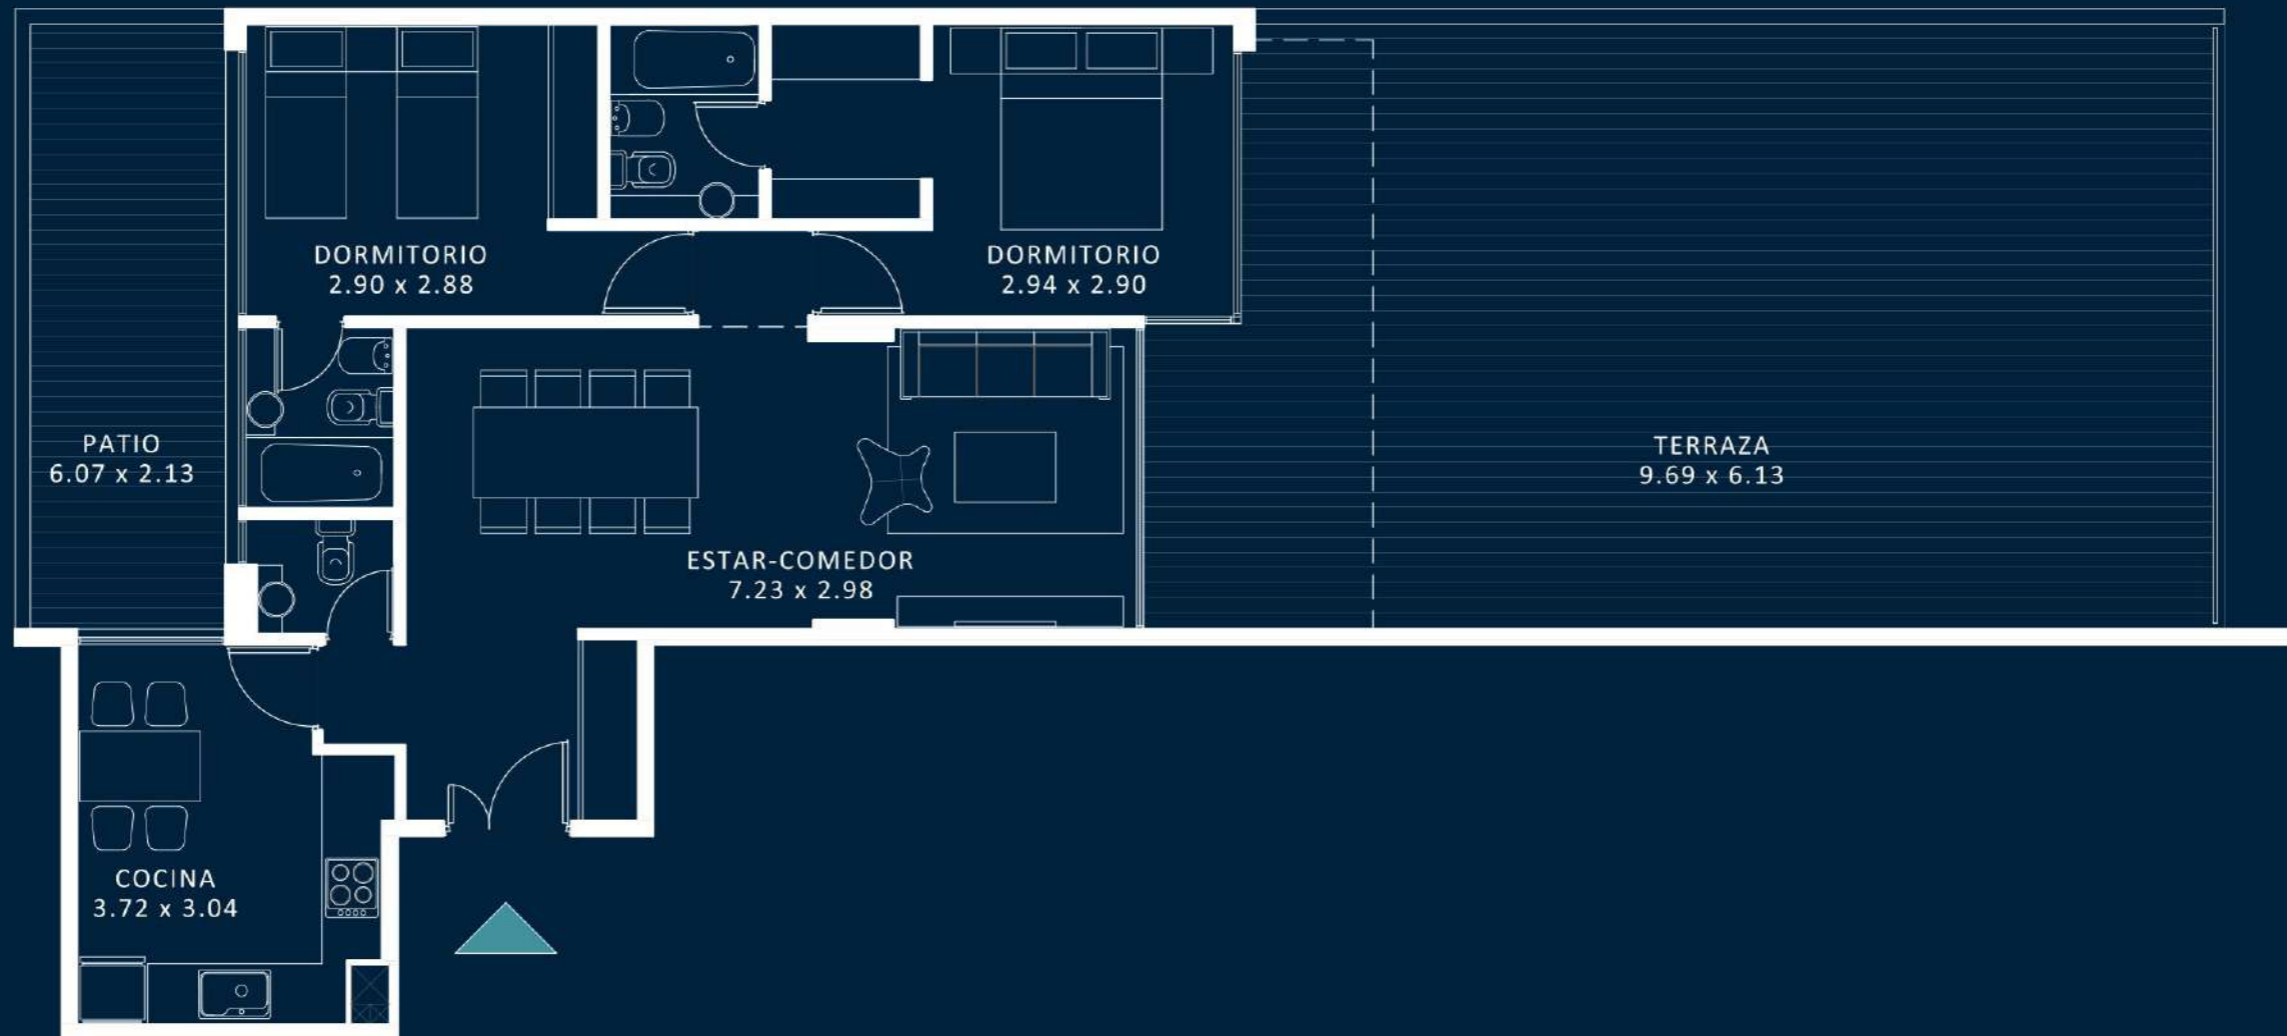 DORMITORIO
2.90 x 2.88
DORMITORIO
2.94 x 2.90
PATIO
6.07 x 2.13
TERRAZA
9.69 x 6.13
ESTAR-COMEDOR
7.23 x 2.98
COCINA
3.72 x 3.04